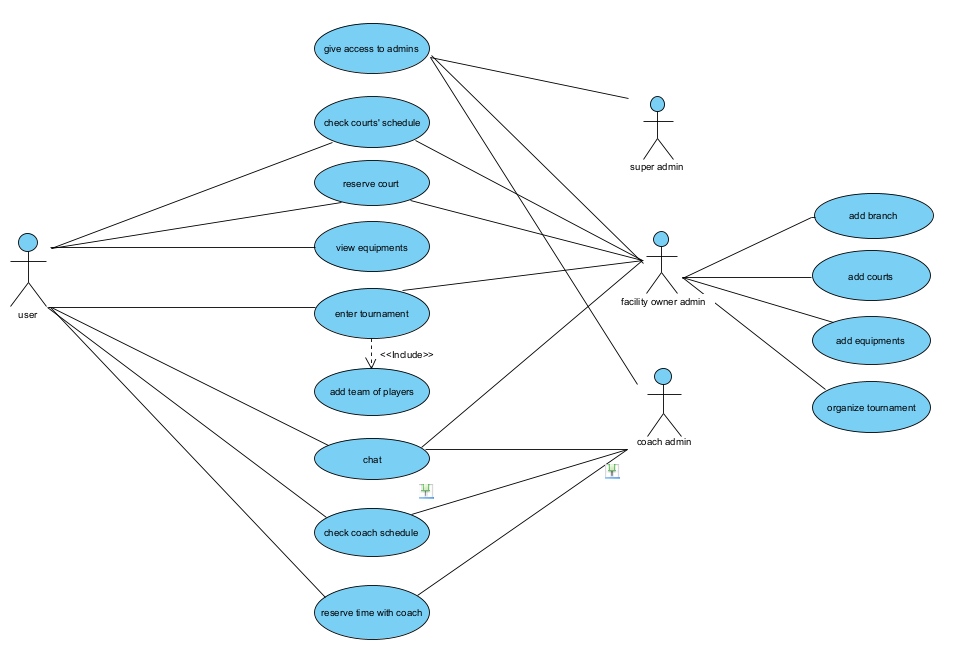 give access to admins
check courts' schedule
super admin
reserve court
add branch
view equipments
add courts
facility owner admin
user
enter tournament
add equipments
<<Include>>
add team of players
organize tournament
coach admin
chat
check coach schedule
reserve time with coach